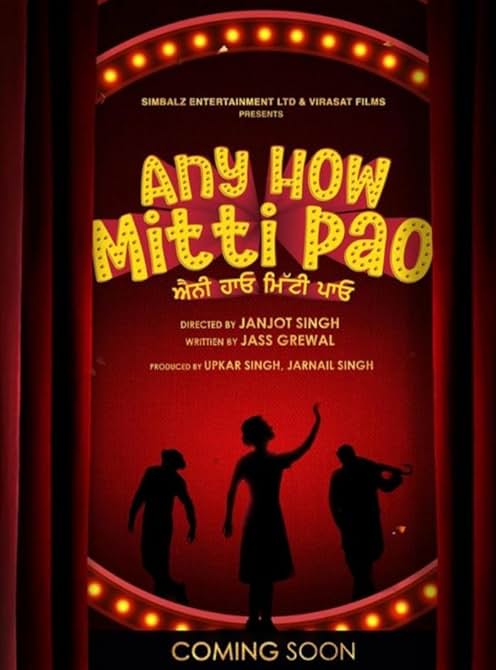 SIMBALZ ENTERTAINMENT LTD & VIRASAT FILMS
PRESENTS
Any HOW
Mitti Pao
ਐਨੀ ਹਾਓ ਮਿੱਟੀ ਪਾਓ
DIRECTED BY JANJOT SINGH
WRITTIEN BY JASS GREWAL
PRODUCED BY UPKAR SINGH, JARNAIL SINGH
COMING SOON